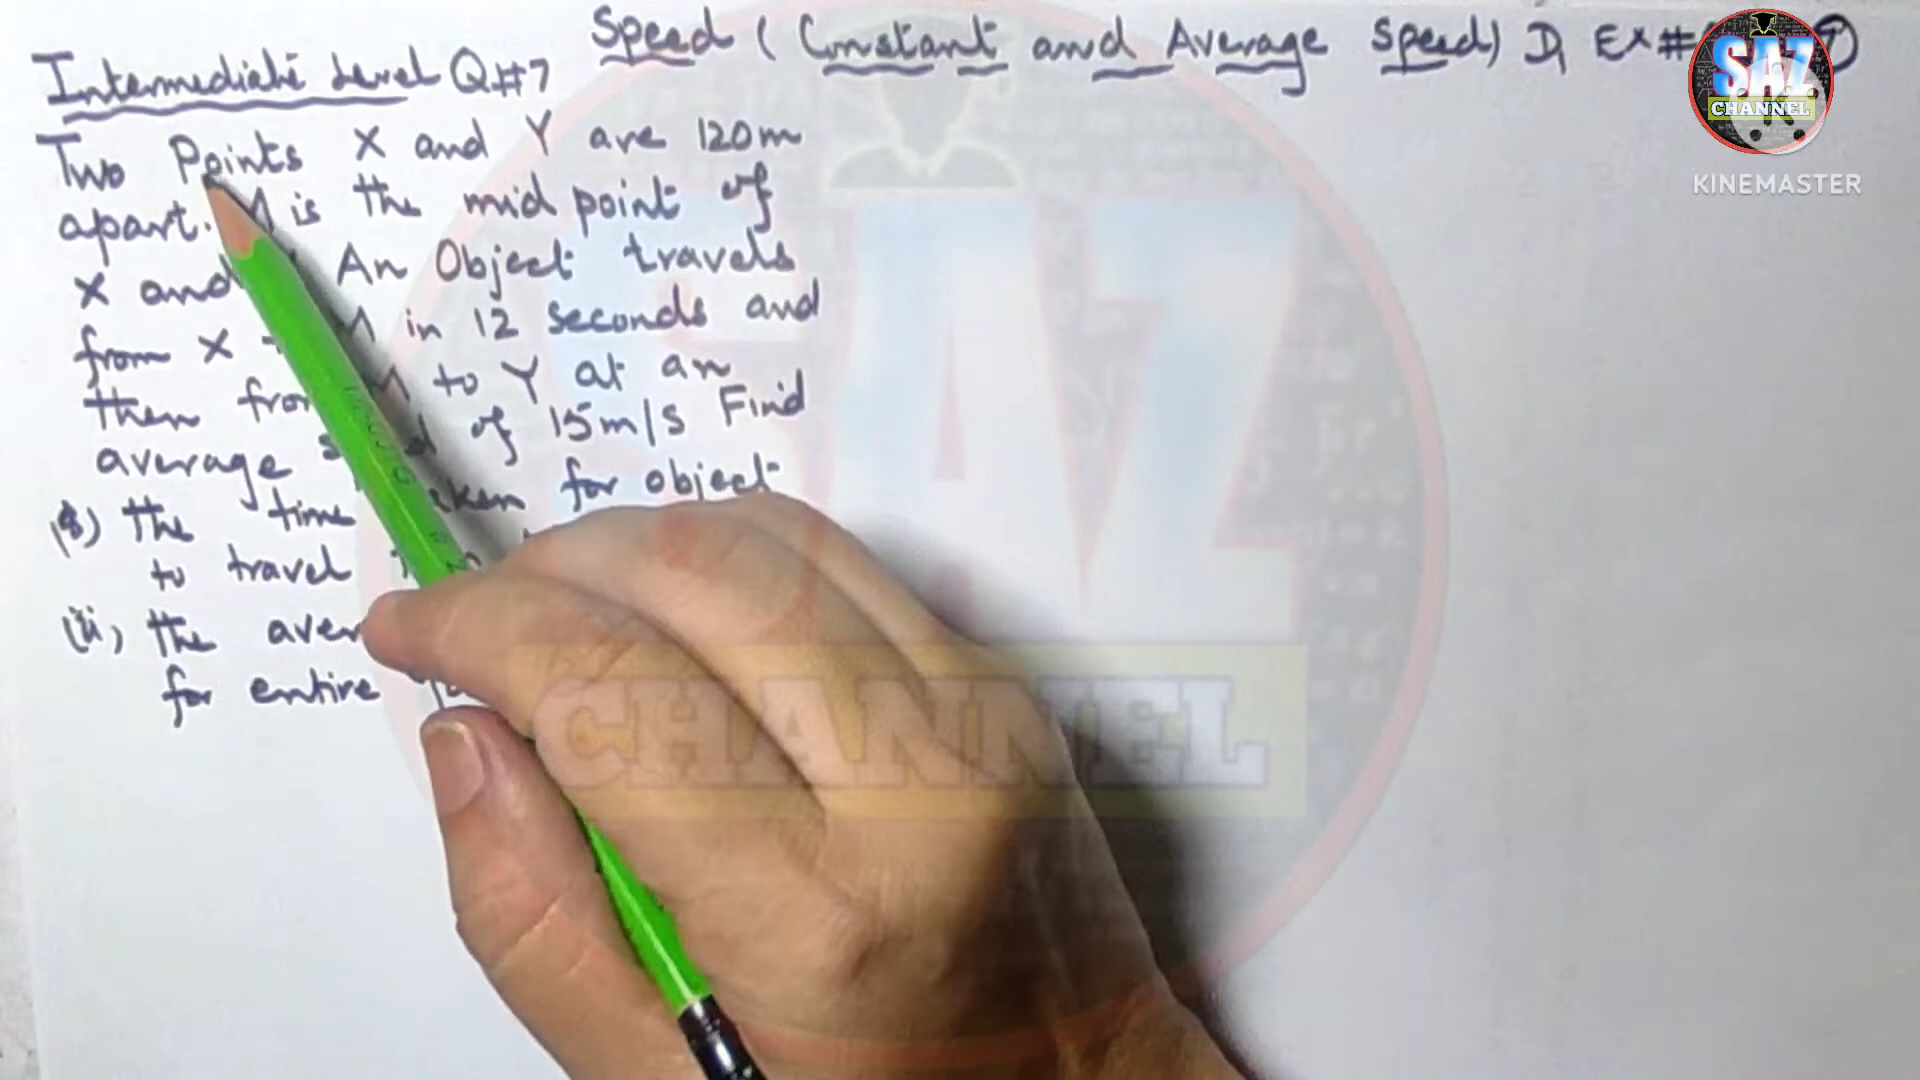 Speed (Constant and Average Speed) D, Ex #
Intermediate Level Q#7
Two Points X and Y are 120m
apart. M is the mid point of
X and An Object travels
from X M in 12 seconds and
then from M to Y at an
average of 15m/s Find
(i) the time taken for object
to travel
(ii) the
for entire
SAZ
CHANNEL
KINEMASTER
SAZ
CHANNEL